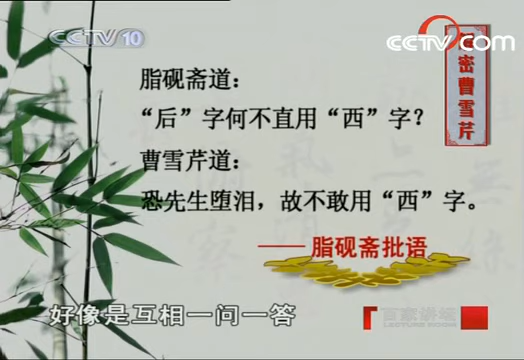 CCTV 10
cctv.com
密曹雪芹
脂砚斋道：
“后”字何不直用“西”字？
曹雪芹道：
恐先生堕泪，故不敢用“西”字。
——脂砚斋批语
好像是互相一问一答
百家讲坛
LECTURE ROOM